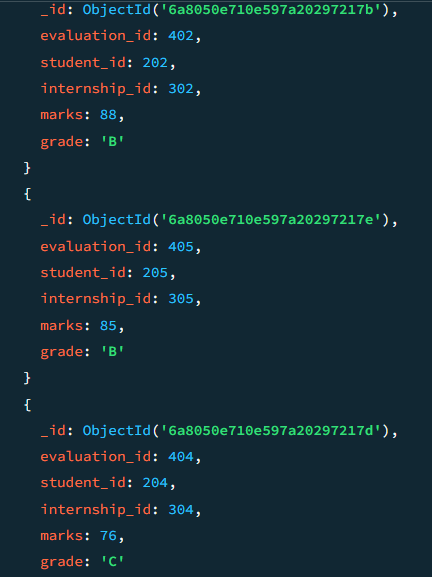 _id: ObjectId('6a8050e710e597a20297217b'),
evaluation_id: 402,
student_id: 202,
internship_id: 302,
marks: 88,
grade: 'B'
}
{
_id: ObjectId('6a8050e710e597a20297217e'),
evaluation_id: 405,
student_id: 205,
internship_id: 305,
marks: 85,
grade: 'B'
}
{
_id: ObjectId('6a8050e710e597a20297217d'),
evaluation_id: 404,
student_id: 204,
internship_id: 304,
marks: 76,
grade: 'C'